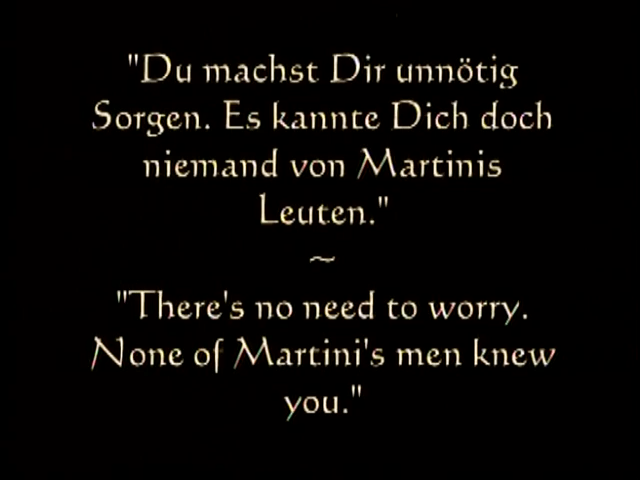 "Du machst Dir unnötig
Sorgen. Es kannte Dich doch
niemand von Martinis
Leuten."
~
"There's no need to worry.
None of Martini's men knew
you."